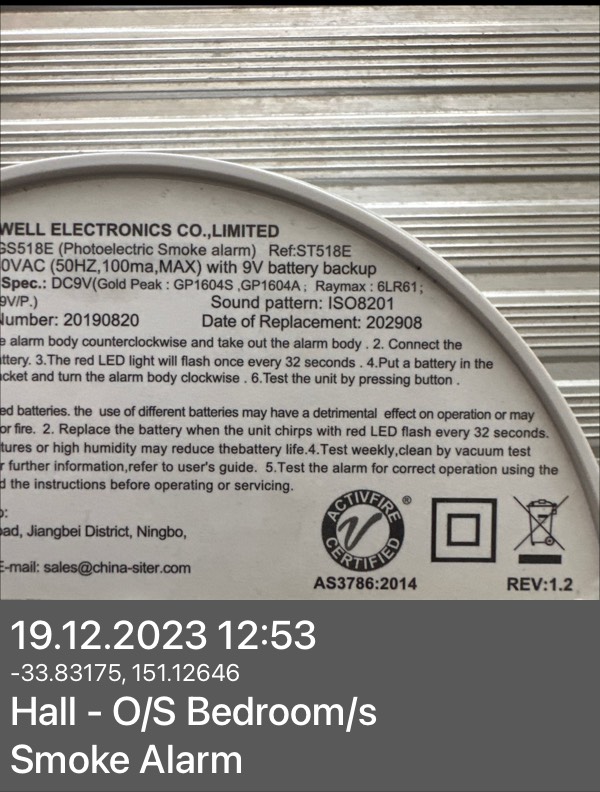 WELL ELECTRONICS CO.,LIMITED
GS518E (Photoelectric Smoke alarm) Ref:ST518E
0VAC (50HZ,100ma,MAX) with 9V battery backup
Spec.: DC9V(Gold Peak : GP1604S ,GP1604A ; Raymax : 6LR61 ;
9V/P.) Sound pattern: ISO8201
Number: 20190820 Date of Replacement: 202908
e alarm body counterclockwise and take out the alarm body . 2. Connect the
ttery. 3.The red LED light will flash once every 32 seconds . 4.Put a battery in the
cket and turn the alarm body clockwise . 6.Test the unit by pressing button .
ed batteries. the use of different batteries may have a detrimental effect on operation or may
or fire. 2. Replace the battery when the unit chirps with red LED flash every 32 seconds.
tures or high humidity may reduce thebattery life.4.Test weekly,clean by vacuum test
r further information,refer to user's guide. 5.Test the alarm for correct operation using the
d the instructions before operating or servicing.
o:
oad, Jiangbei District, Ningbo,
E-mail: sales@china-siter.com
ACTIVFIRE ®
CERTIFIED
AS3786:2014 REV:1.2
19.12.2023 12:53
-33.83175, 151.12646
Hall - O/S Bedroom/s
Smoke Alarm